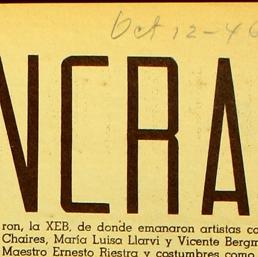 Oct 12-46
NCRA
ron, la XEB, de donde emanaron artistas co
Chaires, María Luisa Llarvi y Vicente Bergm
Maestro Ernesto Riestra y costumbres como